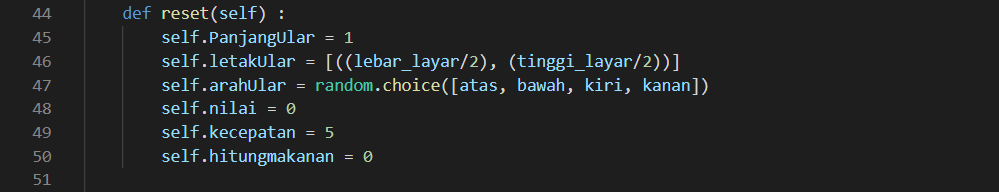 44 def reset(self) :
45 self.PanjangUlar = 1
46 self.letakUlar = [((lebar_layar/2), (tinggi_layar/2))]
47 self.arahUlar = random.choice([atas, bawah, kiri, kanan])
48 self.nilai = 0
49 self.kecepatan = 5
50 self.hitungmakanan = 0
51